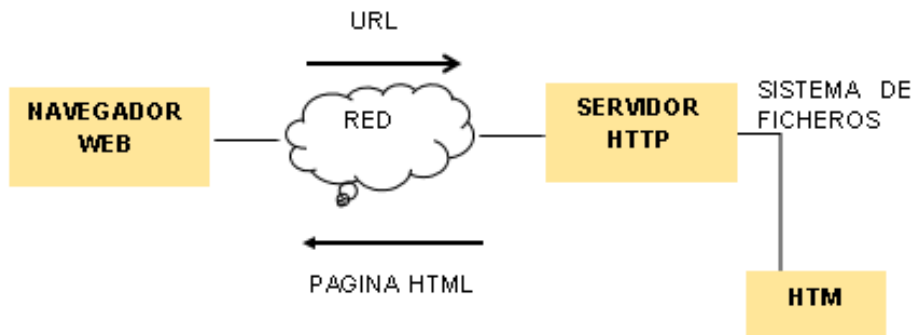 URL
NAVEGADOR
WEB
RED
SERVIDOR
HTTP
SISTEMA DE
FICHEROS
PAGINA HTML
HTM